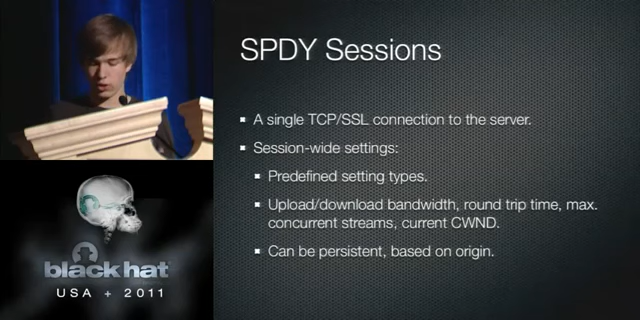 SPDY Sessions
A single TCP/SSL connection to the server.
Session-wide settings:
Predefined setting types.
Upload/download bandwidth, round trip time, max.
concurrent streams, current CWND.
Can be persistent, based on origin.
black hat
USA + 2011